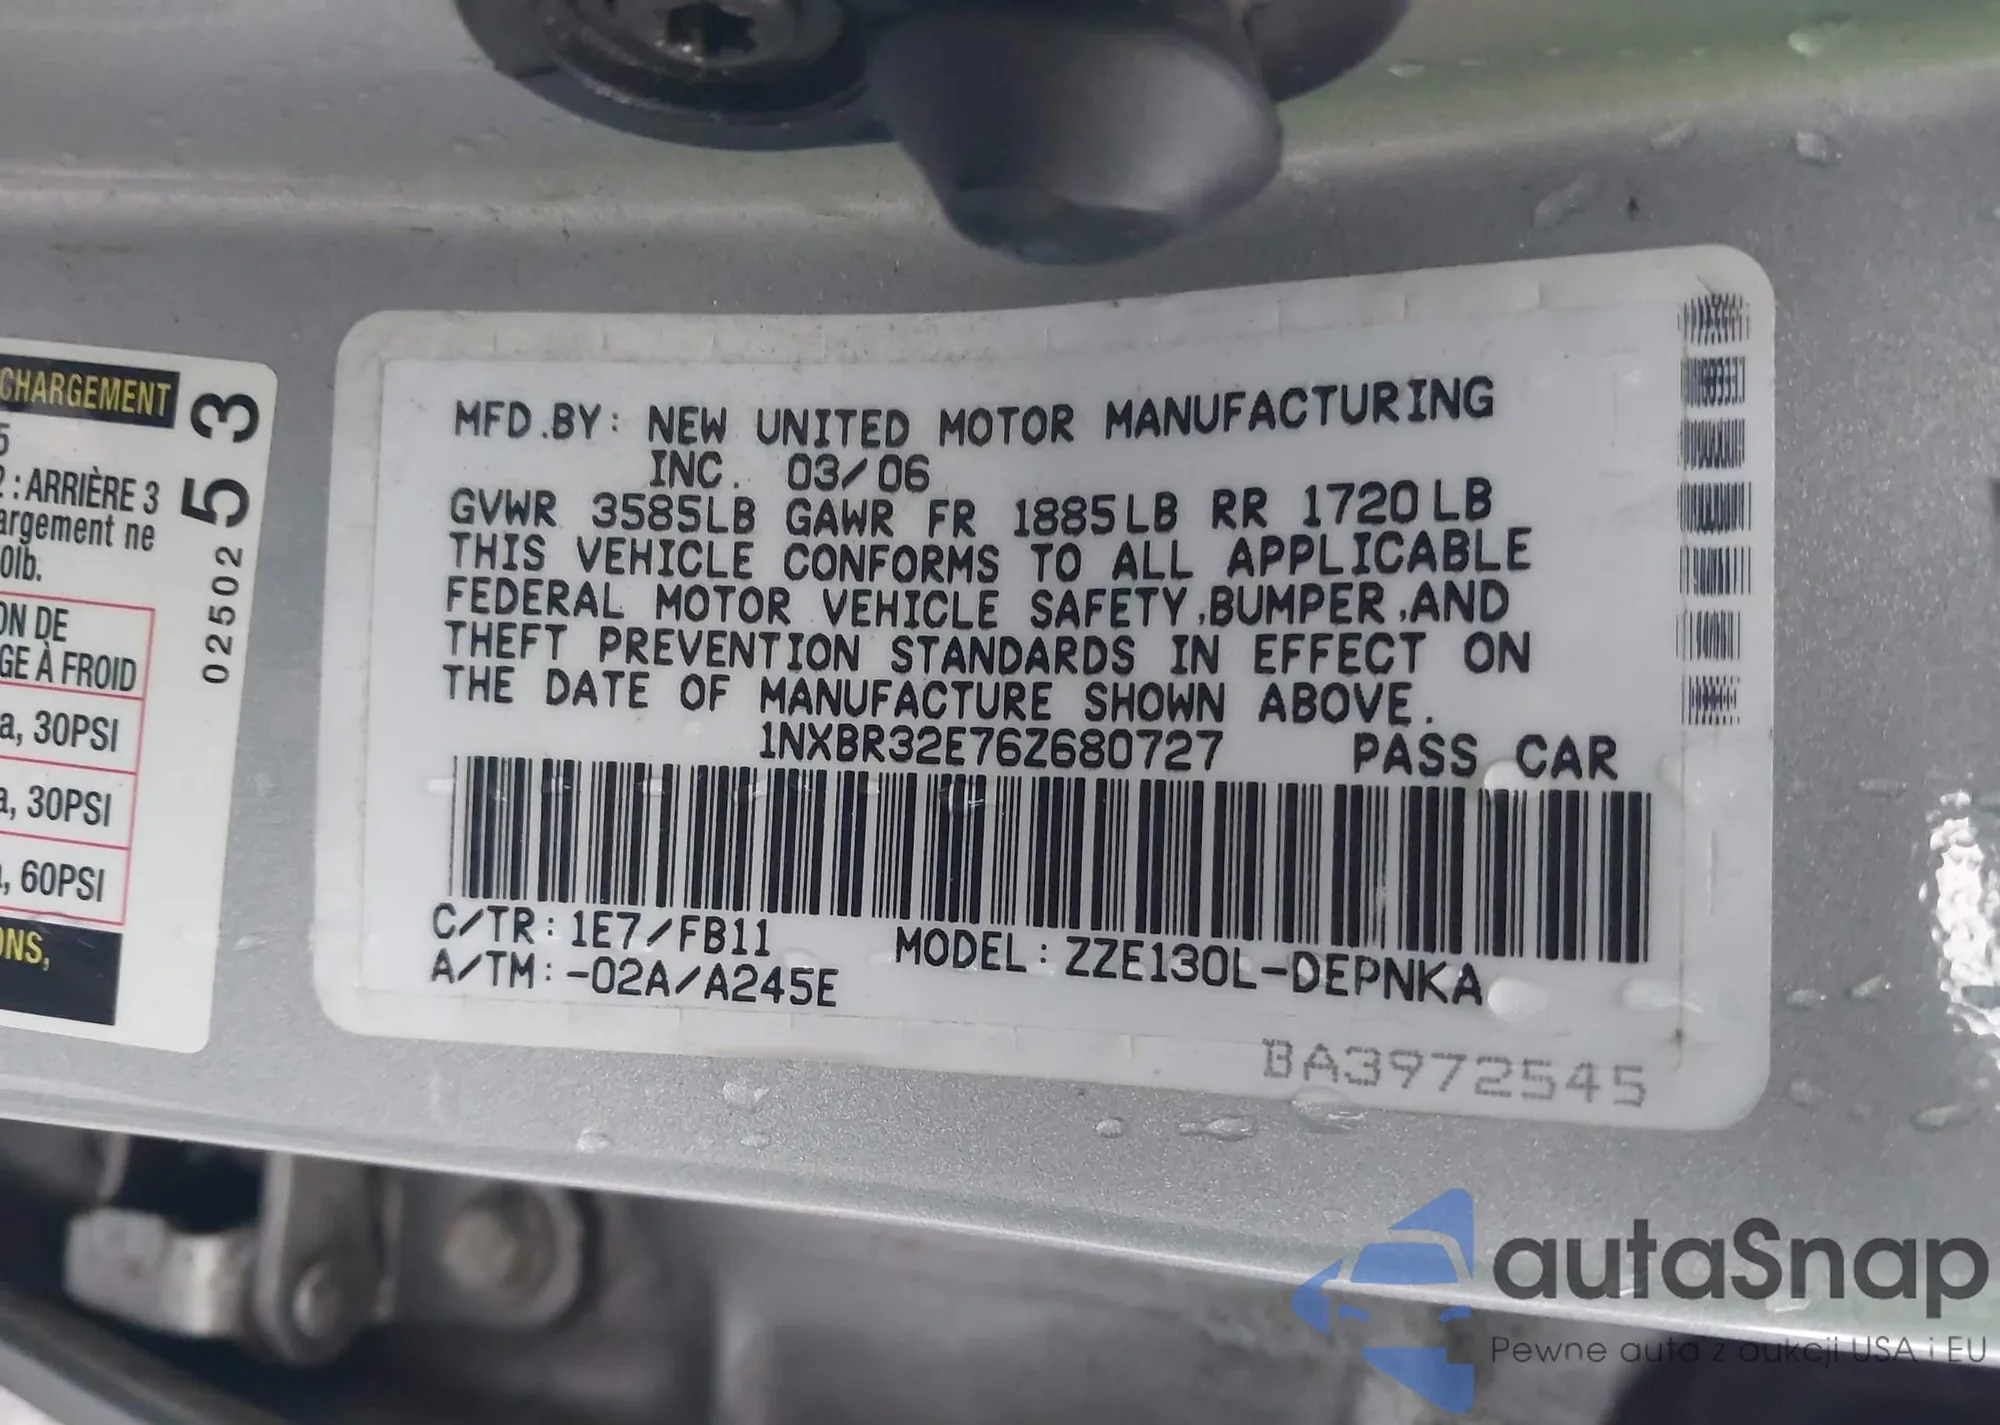 CHARGEMENT
5
2 : ARRIÈRE 3
argement ne
0lb.
ON DE
GE À FROID
a, 30PSI
a, 30PSI
, 60PSI
ONS,
02502 53
MFD.BY: NEW UNITED MOTOR MANUFACTURING
INC. 03/06
GVWR 3585LB GAWR FR 1885LB RR 1720LB
THIS VEHICLE CONFORMS TO ALL APPLICABLE
FEDERAL MOTOR VEHICLE SAFETY,BUMPER,AND
THEFT PREVENTION STANDARDS IN EFFECT ON
THE DATE OF MANUFACTURE SHOWN ABOVE.
1NXBR32E76Z680727 PASS CAR
C/TR: 1E7/FB11 MODEL: ZZE130L-DEPNKA
A/TM: -02A/A245E
BA3972545
autaSnap
Pewne auta z aukcji USA i EU